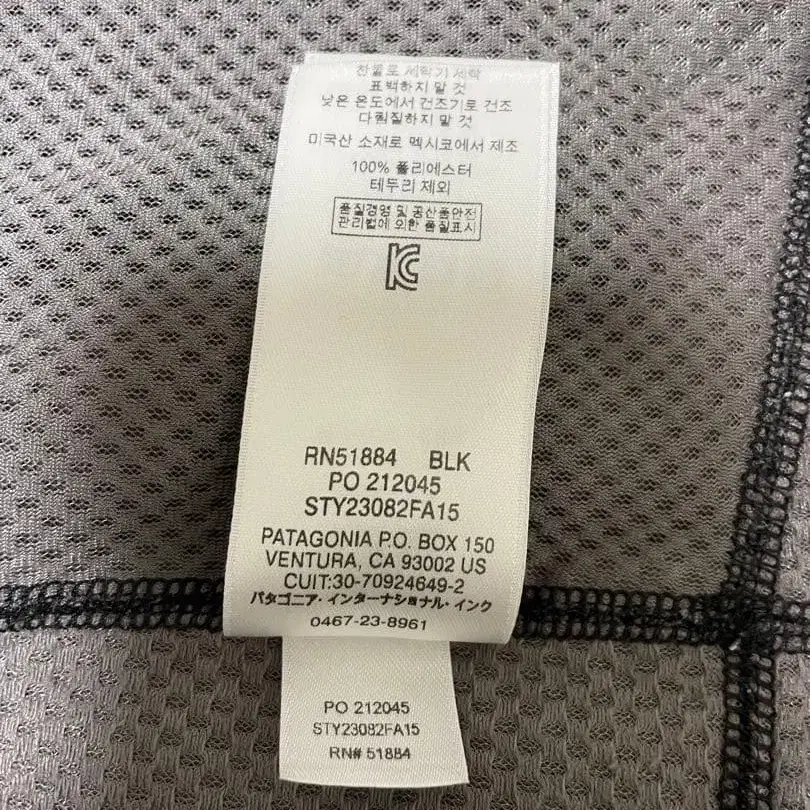 찬물로 세탁기 세탁
표백하지 말 것
낮은 온도에서 건조기로 건조
다림질하지 말 것
미국산 소재로 멕시코에서 제조
100% 폴리에스터
테두리 제외
품질경영 및 공산품안전
관리법에 의한 품질표시
KC
RN51884 BLK
PO 212045
STY23082FA15
PATAGONIA P.O. BOX 150
VENTURA, CA 93002 US
CUIT:30-70924649-2
パタゴニア・インターナショナル・インク
0467-23-8961
PO 212045
STY23082FA15
RN# 51884